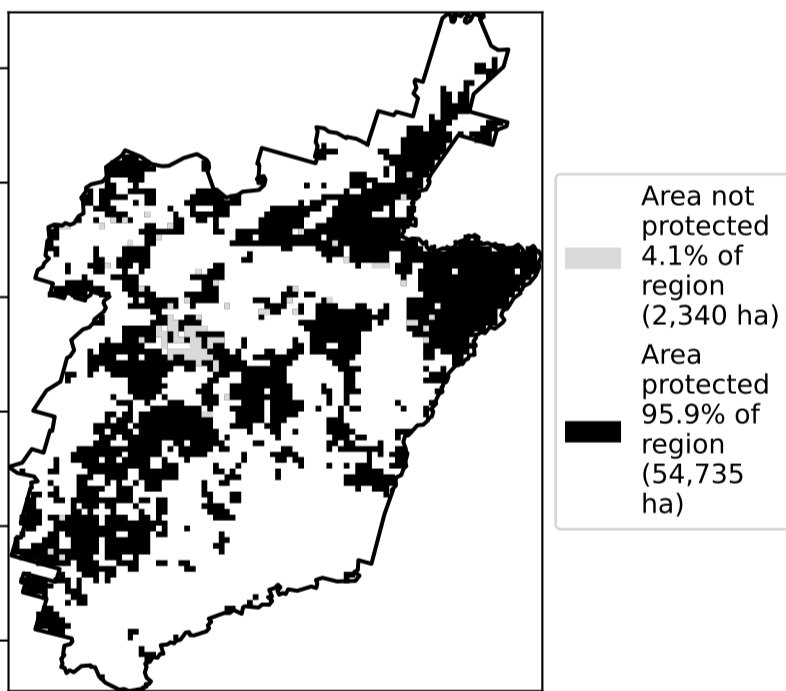 Area not
protected
4.1% of
region
(2,340 ha)
Area
protected
95.9% of
region
(54,735
ha)